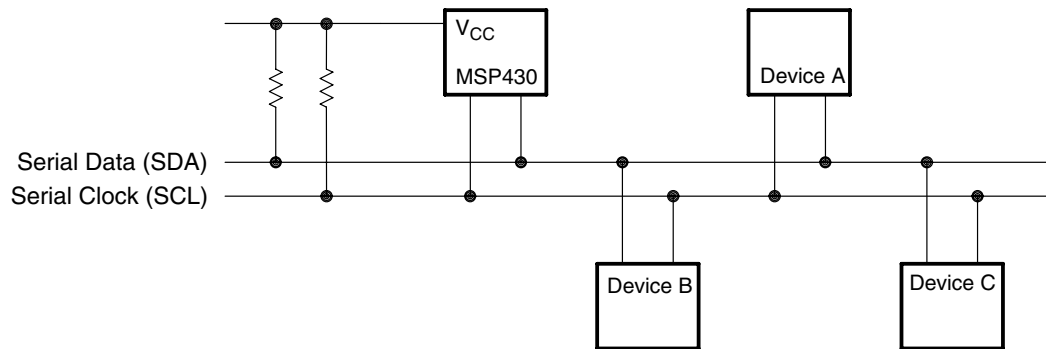 VCC
MSP430
Device A
Serial Data (SDA)
Serial Clock (SCL)
Device B
Device C